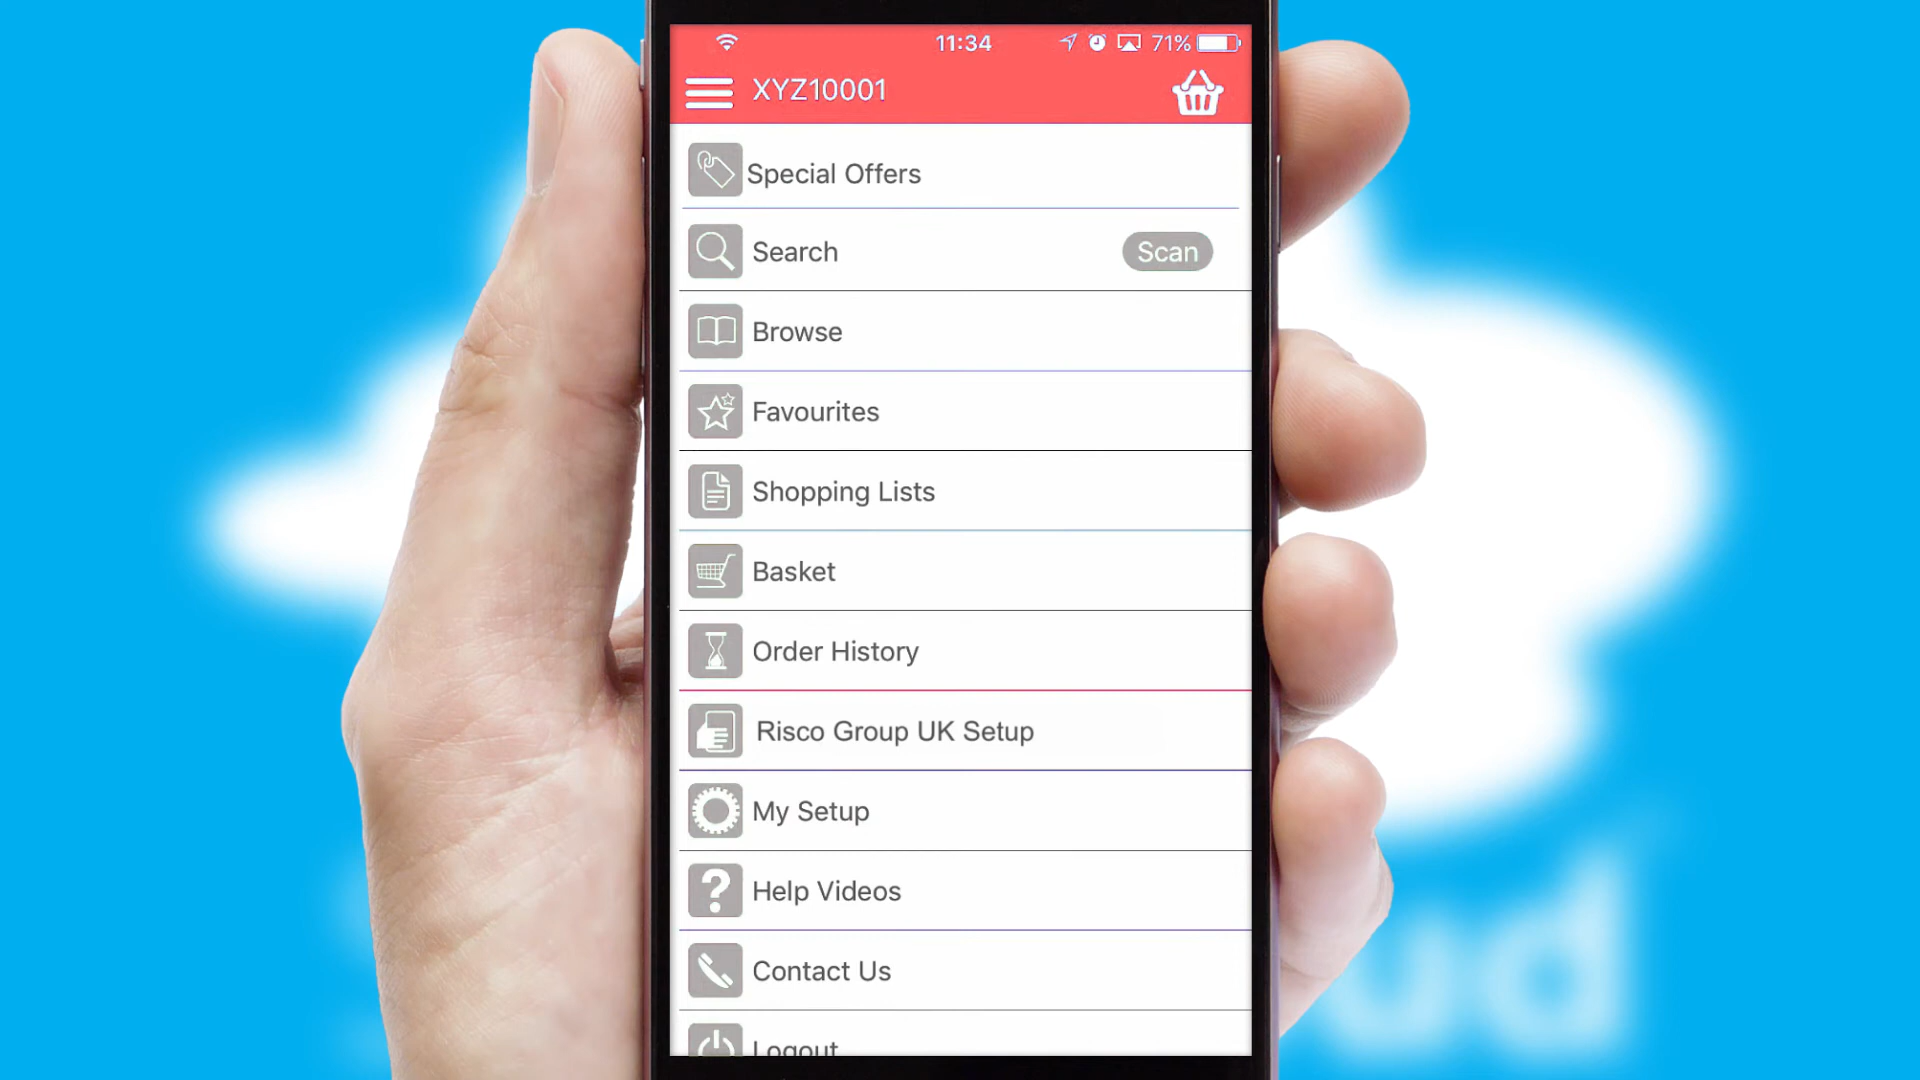 11:34
71%
XYZ10001
Special Offers
Search
Scan
Browse
Favourites
Shopping Lists
Basket
Order History
Risco Group UK Setup
My Setup
Help Videos
Contact Us
Logout
ud